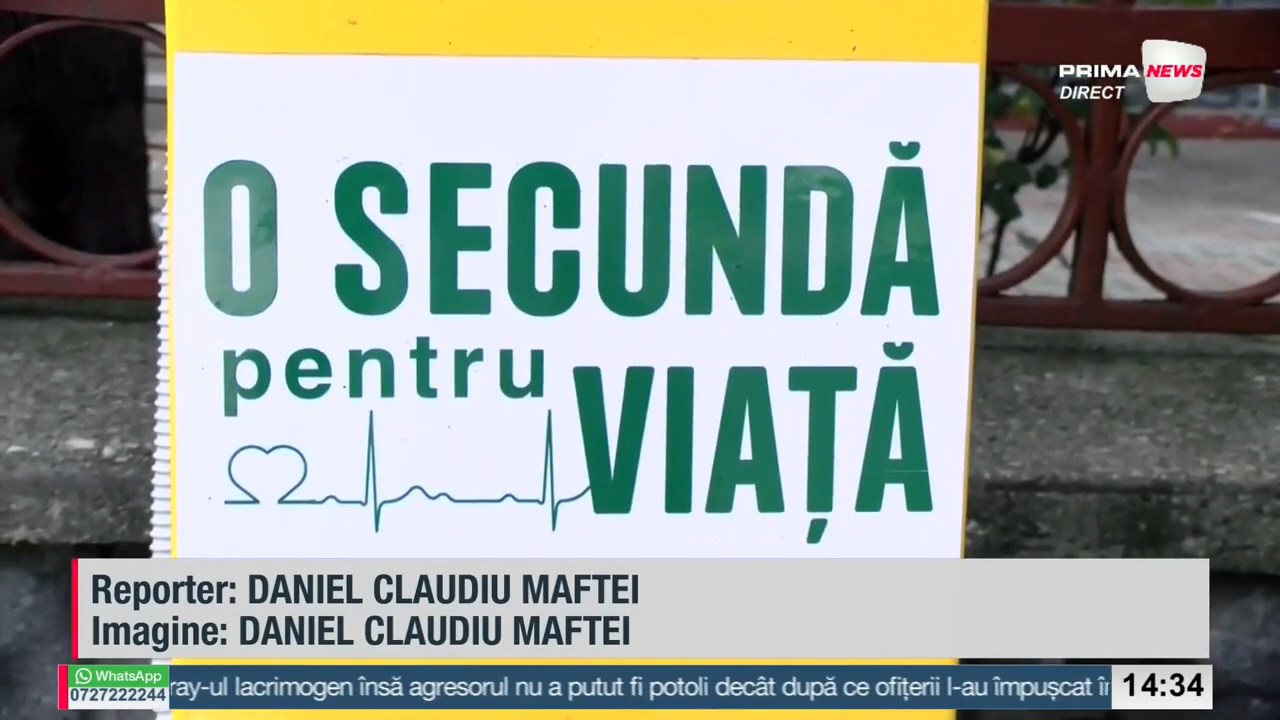 PRIMA NEWS
DIRECT
O SECUNDĂ
pentru
VIAȚĂ
Reporter: DANIEL CLAUDIU MAFTEI
Imagine: DANIEL CLAUDIU MAFTEI
WhatsApp
0727222244
lacrimogen însă agresorul nu a putut fi potoli decât după ce ofițerii l-au împușcat
14:34